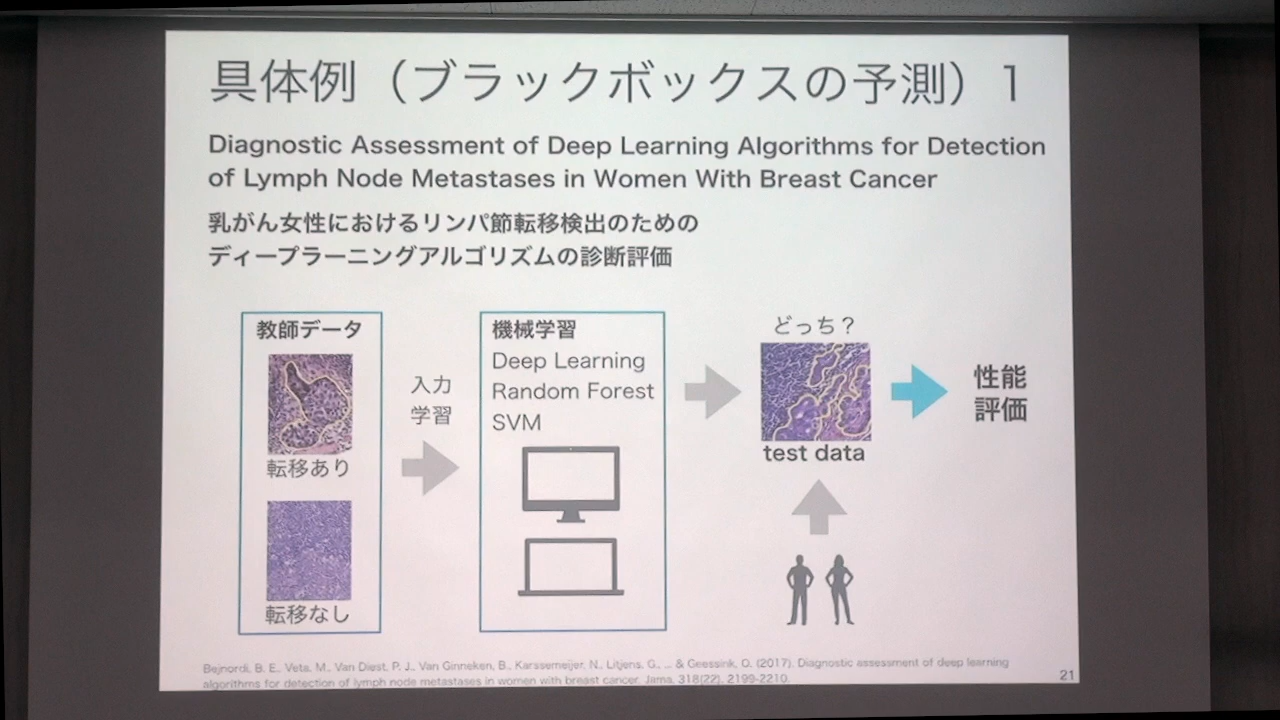 具体例（ブラックボックスの予測）1
Diagnostic Assessment of Deep Learning Algorithms for Detection
of Lymph Node Metastases in Women With Breast Cancer
乳がん女性におけるリンパ節転移検出のための
ディープラーニングアルゴリズムの診断評価
教師データ
転移あり
転移なし
入力
学習
機械学習
Deep Learning
Random Forest
SVM
どっち？
test data
性能
評価
Bejnordi, B. E., Veta, M., Van Diest, P. J., Van Ginneken, B., Karssemeijer, N., Litjens, G., ... & Geessink, O. (2017). Diagnostic assessment of deep learning
algorithms for detection of lymph node metastases in women with breast cancer. Jama, 318(22), 2199-2210.
21